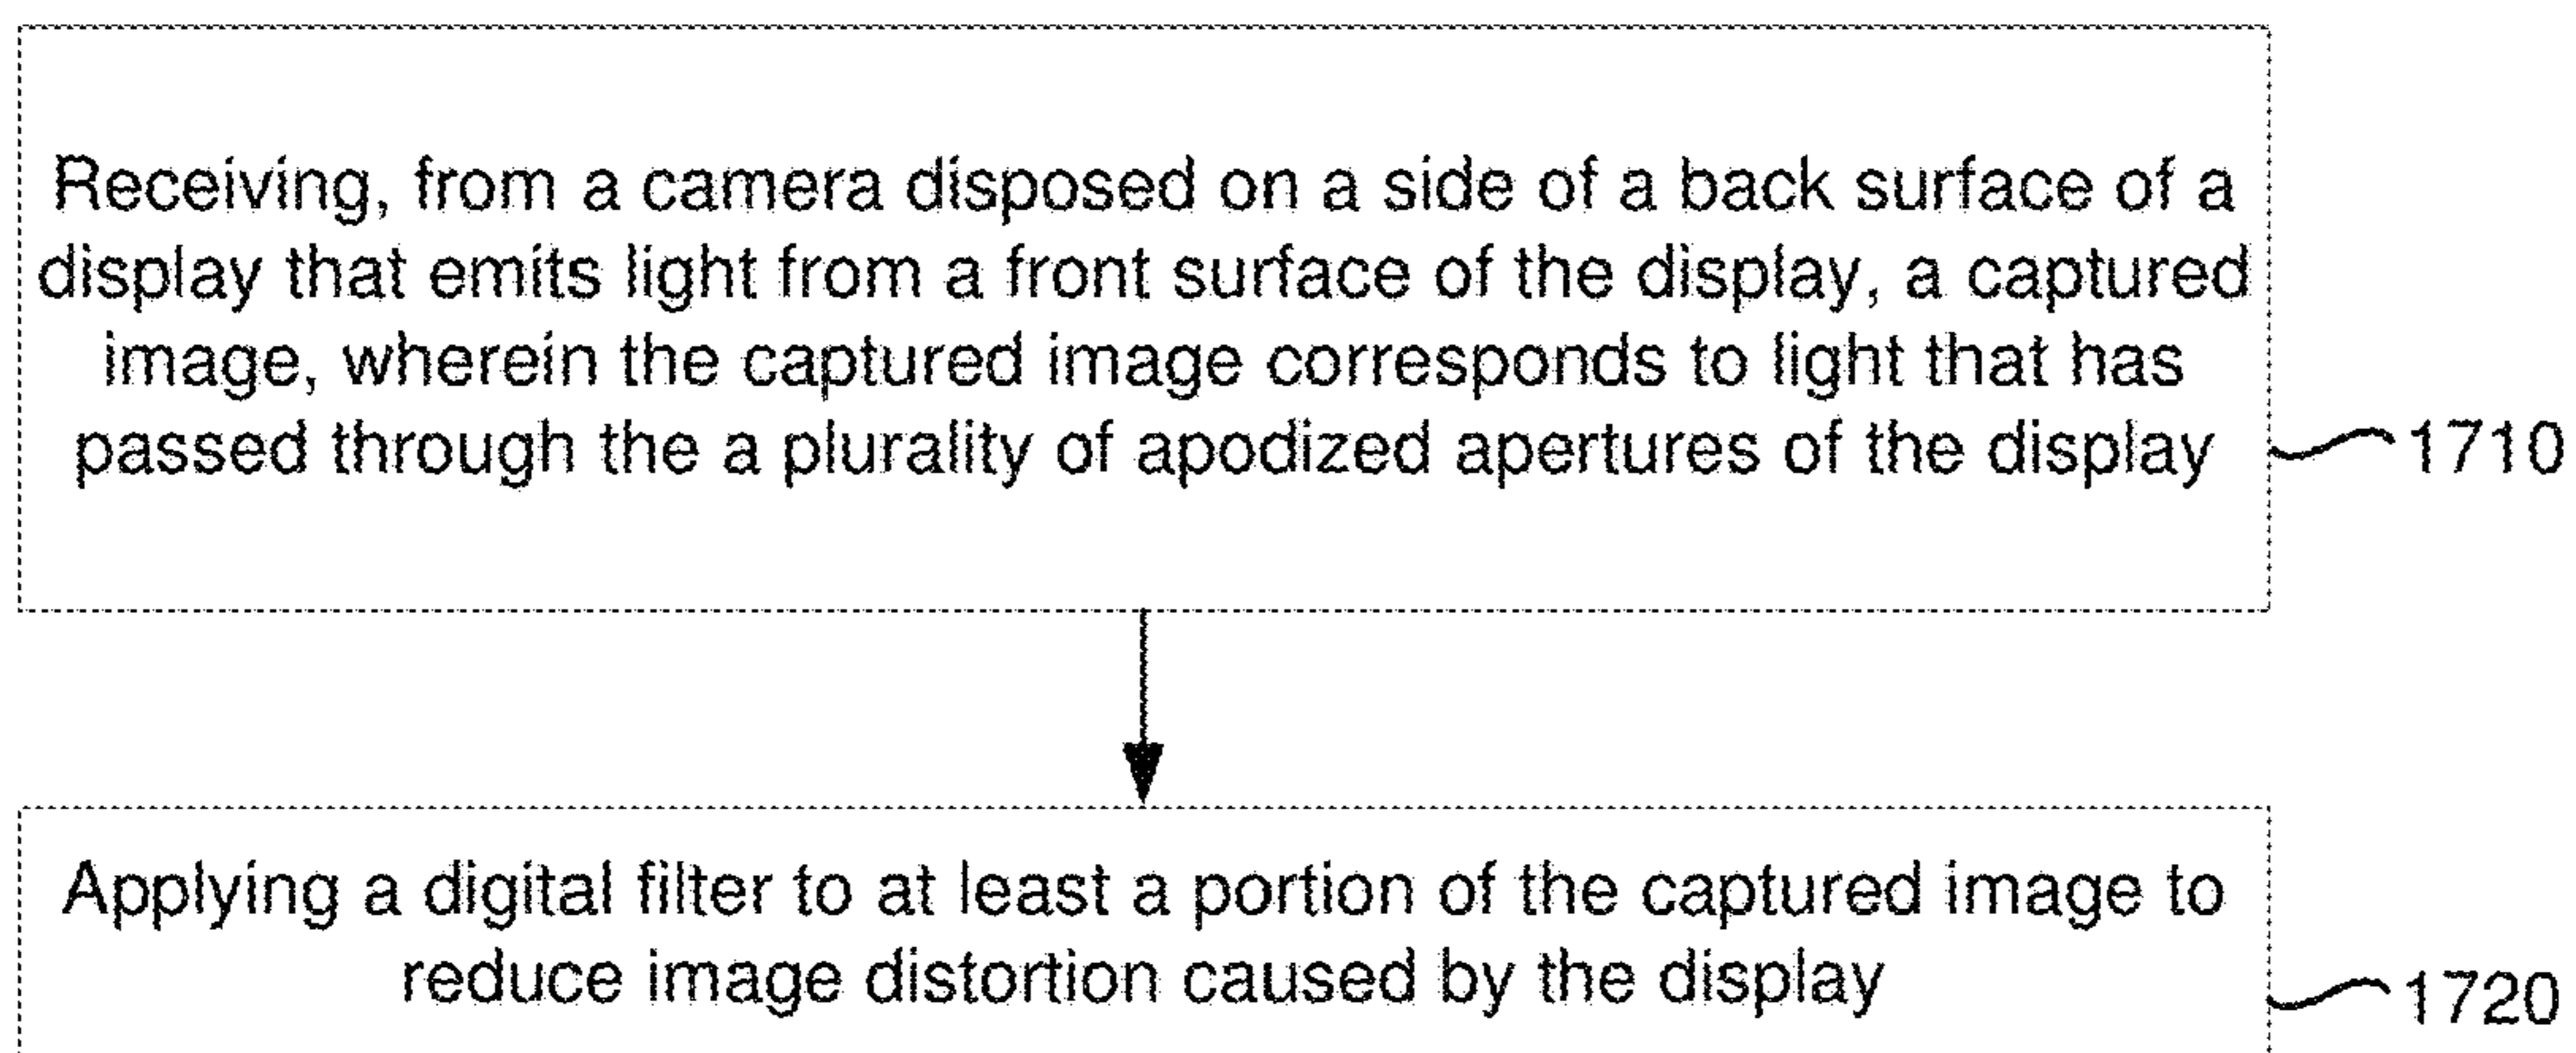 Receiving, from a camera disposed on a side of a back surface of a
display that emits light from a front surface of the display, a captured
image, wherein the captured image corresponds to light that has
passed through the a plurality of apodized apertures of the display
1710
Applying a digital filter to at least a portion of the captured image to
reduce image distortion caused by the display
1720